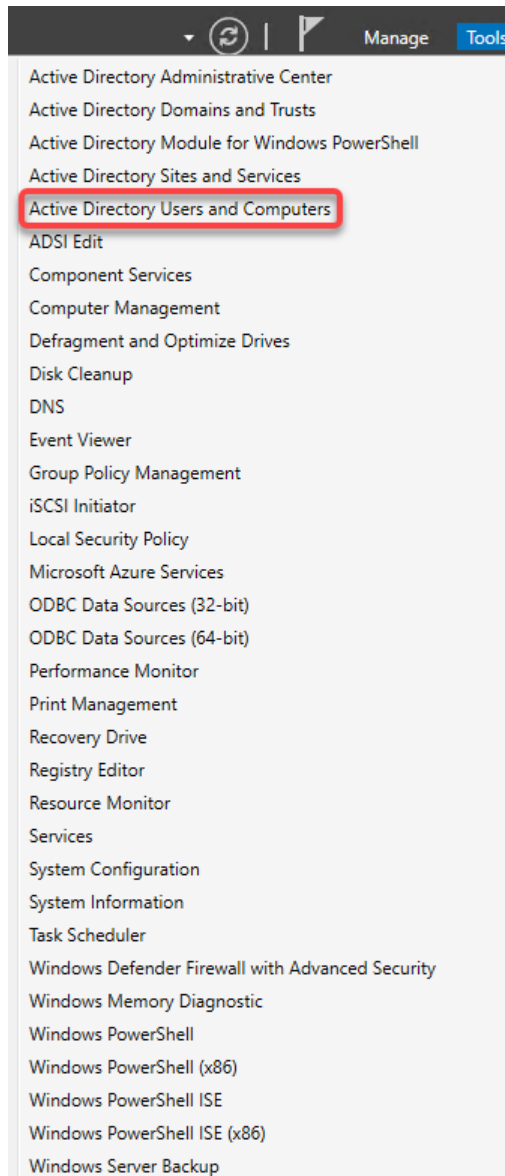 Manage Tools
Active Directory Administrative Center
Active Directory Domains and Trusts
Active Directory Module for Windows PowerShell
Active Directory Sites and Services
Active Directory Users and Computers
ADSI Edit
Component Services
Computer Management
Defragment and Optimize Drives
Disk Cleanup
DNS
Event Viewer
Group Policy Management
iSCSI Initiator
Local Security Policy
Microsoft Azure Services
ODBC Data Sources (32-bit)
ODBC Data Sources (64-bit)
Performance Monitor
Print Management
Recovery Drive
Registry Editor
Resource Monitor
Services
System Configuration
System Information
Task Scheduler
Windows Defender Firewall with Advanced Security
Windows Memory Diagnostic
Windows PowerShell
Windows PowerShell (x86)
Windows PowerShell ISE
Windows PowerShell ISE (x86)
Windows Server Backup